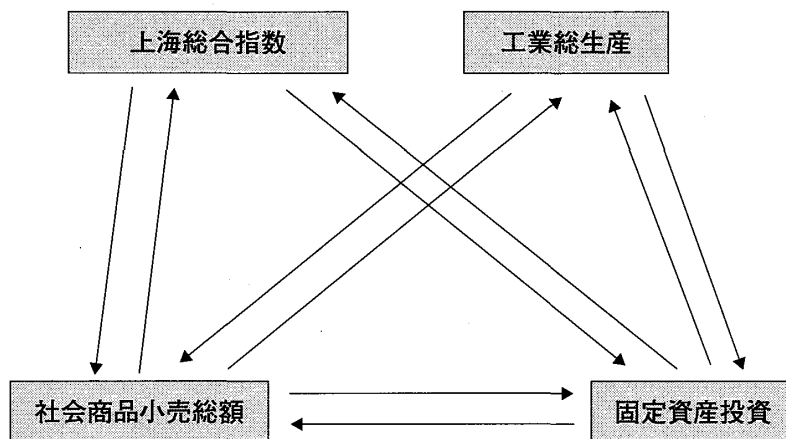 上海総合指数
工業総生産
社会商品小売総額
固定資産投資